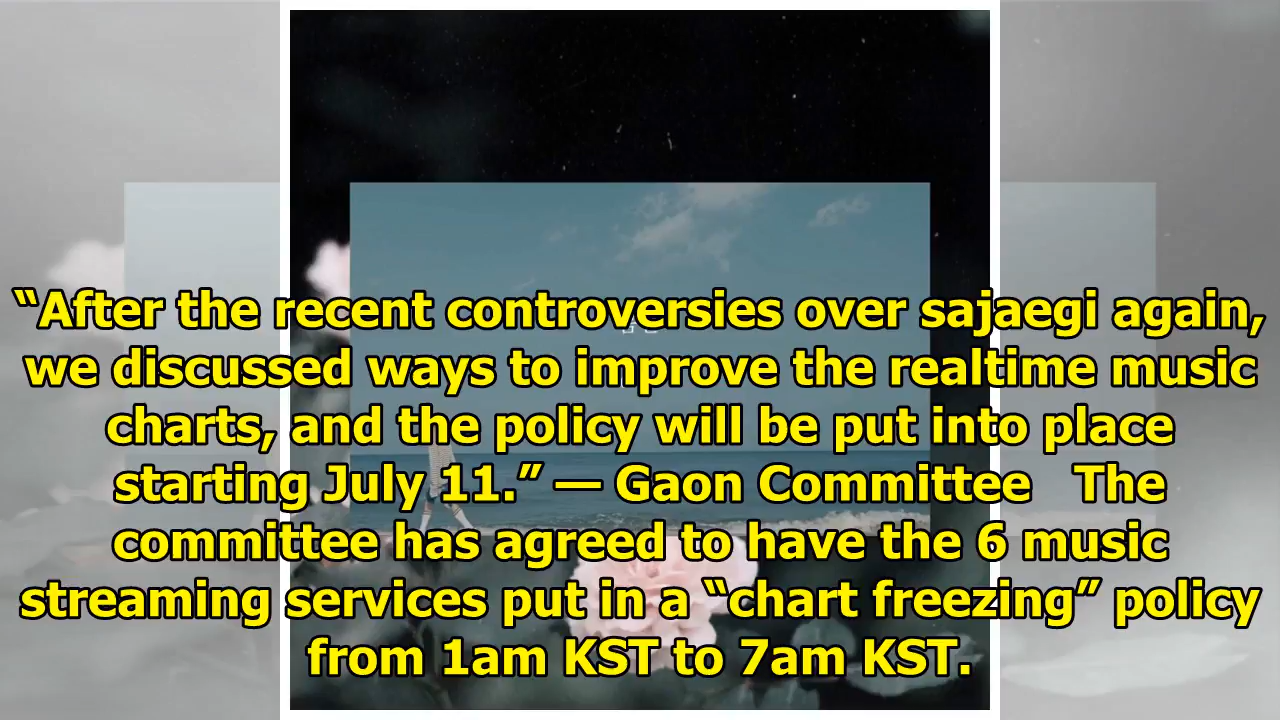 “After the recent controversies over sajaegi again,
we discussed ways to improve the realtime music
charts, and the policy will be put into place
starting July 11.” — Gaon Committee   The
committee has agreed to have the 6 music
streaming services put in a “chart freezing” policy
from 1am KST to 7am KST.